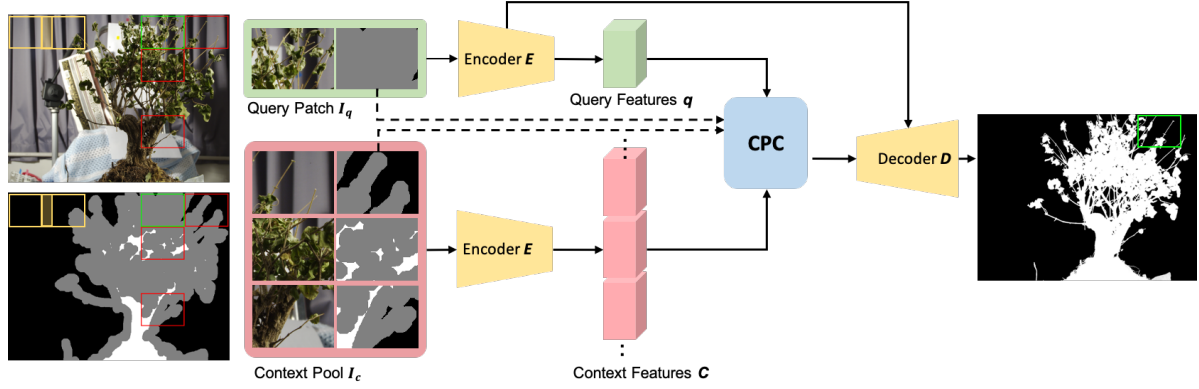 Encoder E
Query Patch I_q
Query Features q
CPC
Decoder D
Encoder E
Context Pool I_c
Context Features C